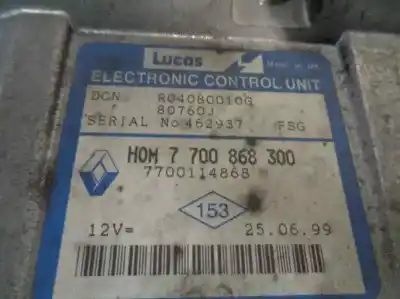 Lucas
Made in UK
ELECTRONIC CONTROL UNIT
DCN R04080010G
" 80760J
SERIAL No 462937 FSG
HOM 7 700 868 300
7700114868
153
12V= 25.06.99